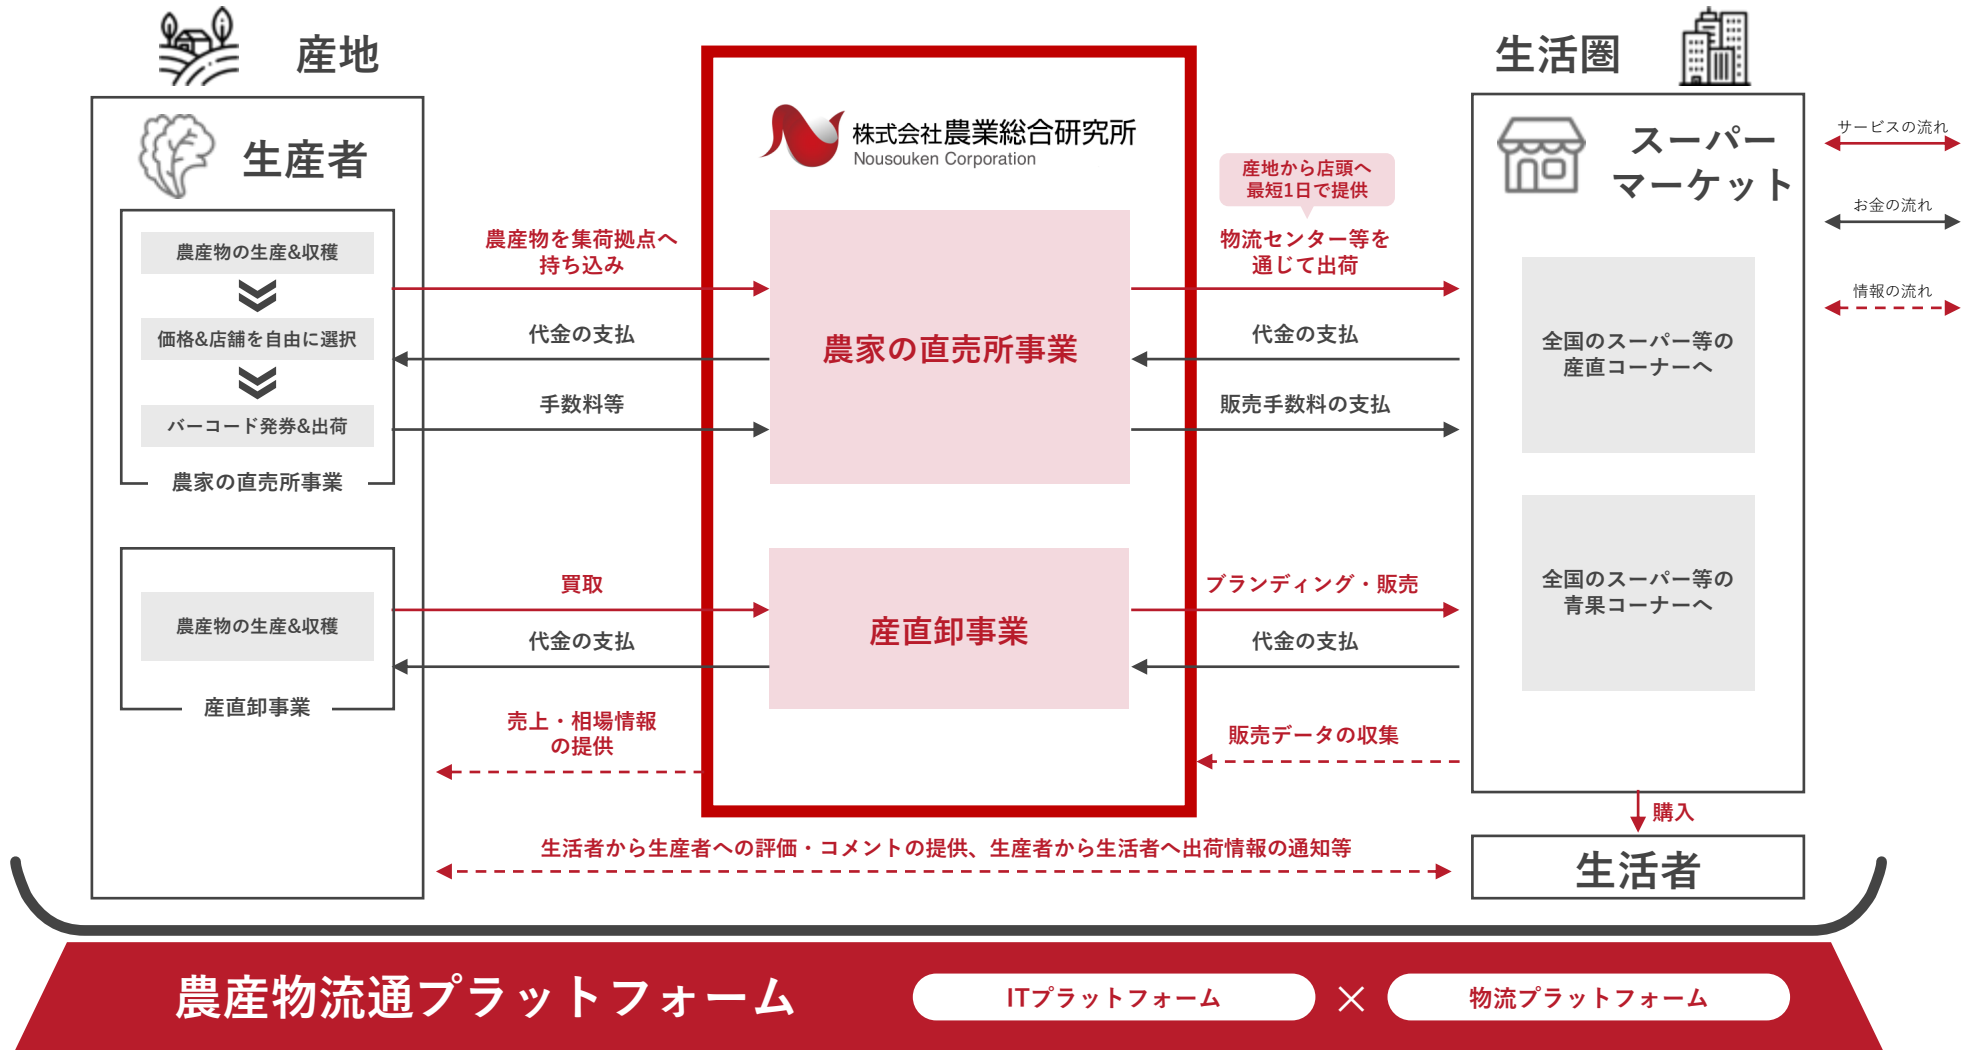 産地
生産者
農産物の生産&収穫
価格&店舗を自由に選択
バーコード発券&出荷
農家の直売所事業
農産物の生産&収穫
産直卸事業
農産物を集荷拠点へ
持ち込み
代金の支払
手数料等
買取
代金の支払
売上・相場情報
の提供
株式会社農業総合研究所
Nousouken Corporation
農家の直売所事業
産直卸事業
産地から店頭へ
最短1日で提供
物流センター等を
通じて出荷
代金の支払
販売手数料の支払
ブランディング・販売
代金の支払
販売データの収集
生活者から生産者への評価・コメントの提供、生産者から生活者へ出荷情報の通知等
生活圏
スーパー
マーケット
全国のスーパー等の
産直コーナーへ
全国のスーパー等の
青果コーナーへ
購入
生活者
サービスの流れ
お金の流れ
情報の流れ
農産物流通プラットフォーム
ITプラットフォーム
×
物流プラットフォーム